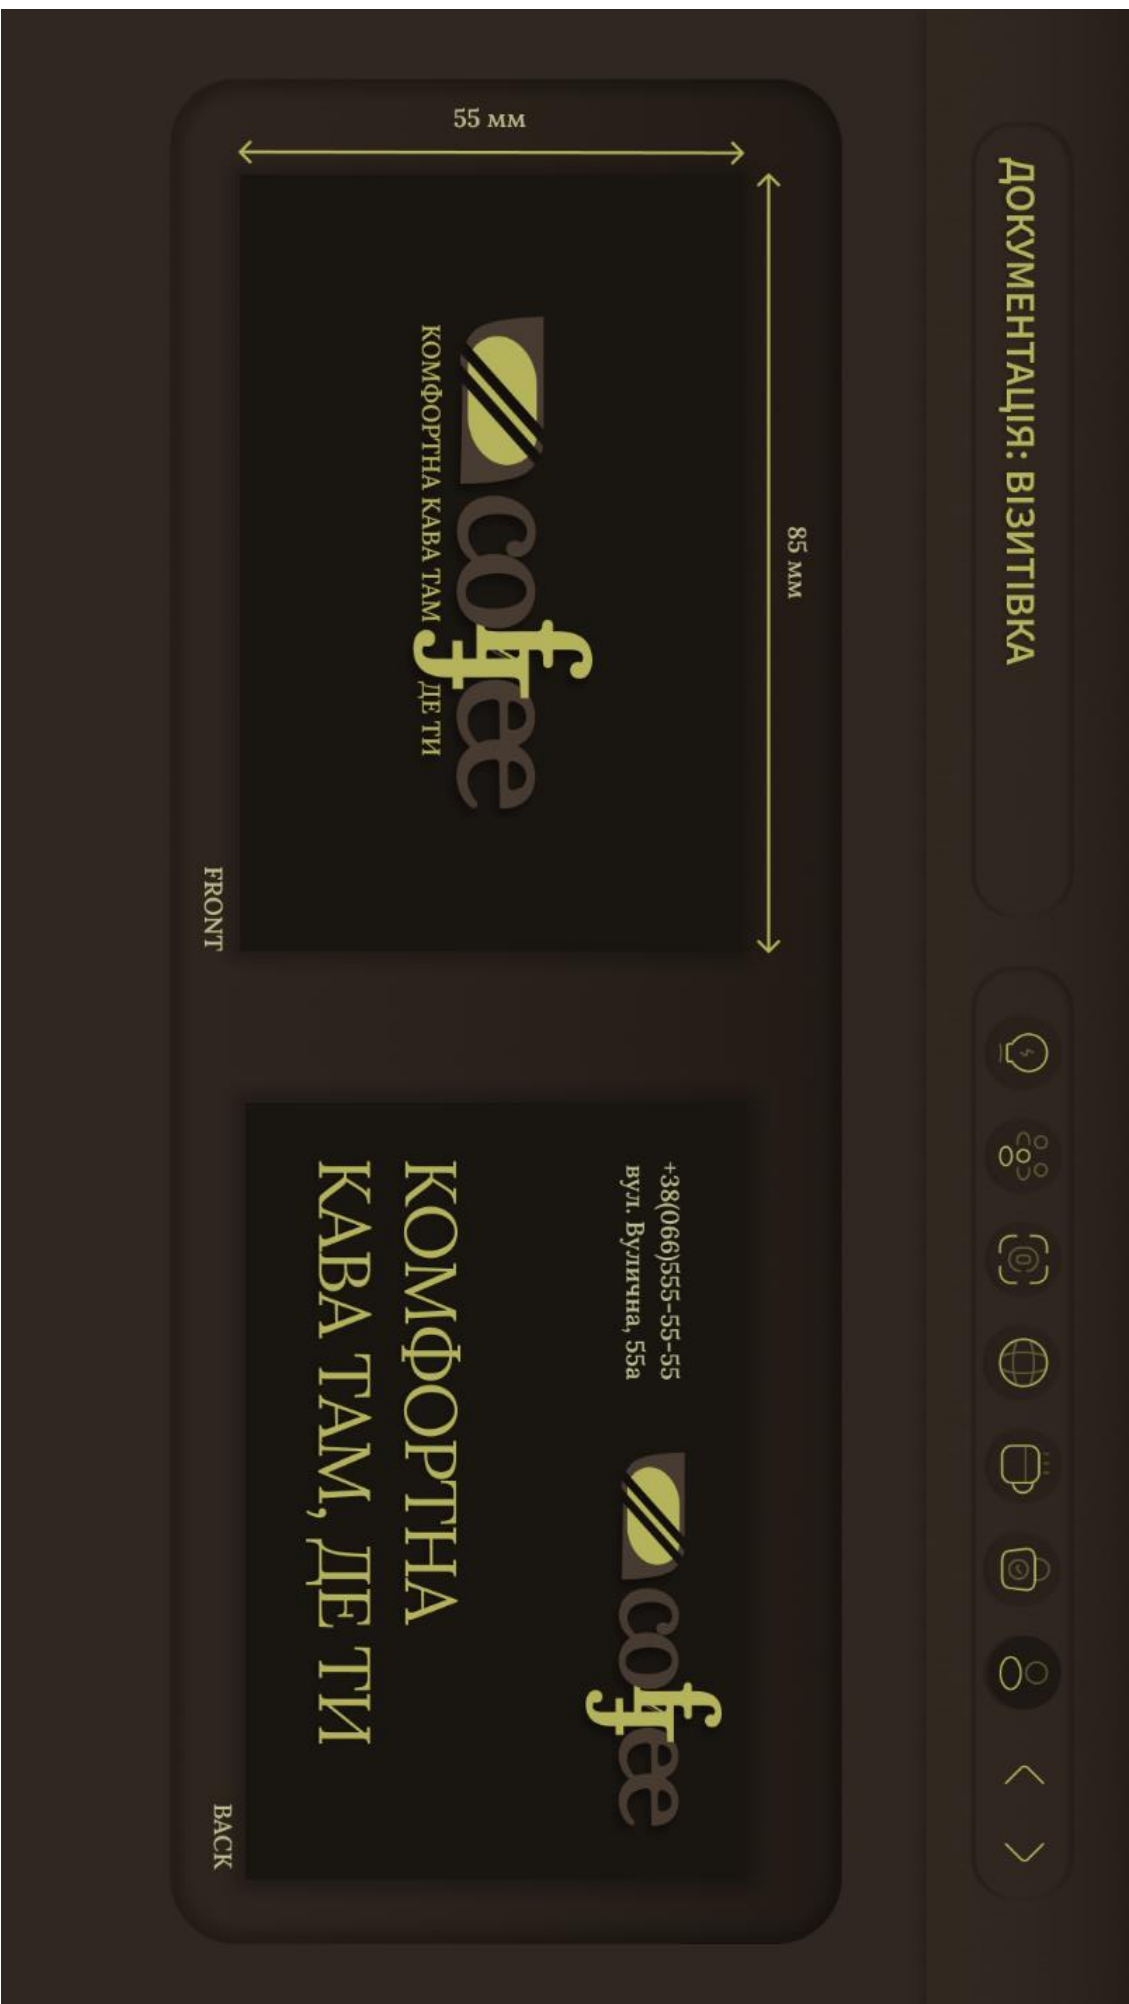 ДОКУМЕНТАЦІЯ: ВІЗИТІВКА
85 мм
55 мм
coffee
КОМФОРТНА КАВА ТАМ ДЕ ТИ
FRONT
+38(066)555-55-55
вул. Вулична, 55а
coffee
КОМФОРТНА
КАВА ТАМ, ДЕ ТИ
BACK